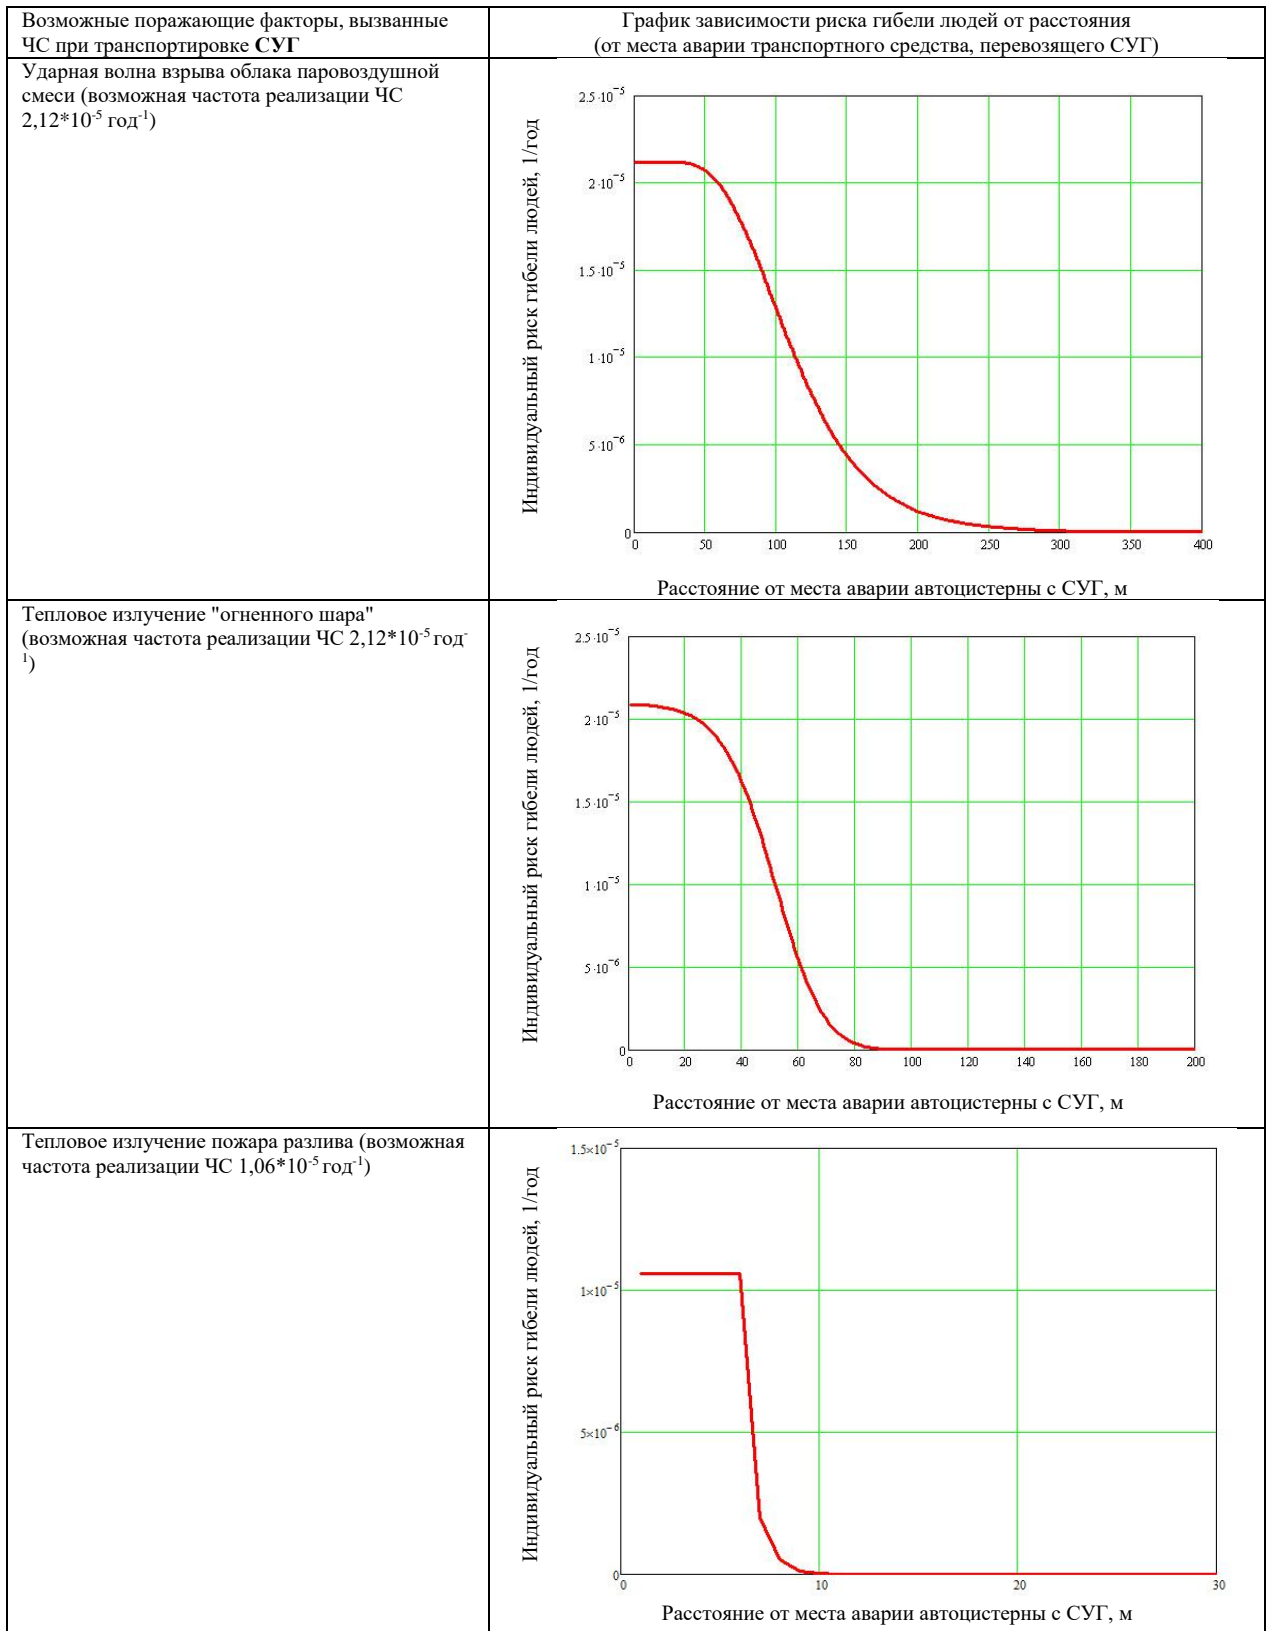 Возможные поражающие факторы, вызванные
ЧС при транспортировке СУГ
График зависимости риска гибели людей от расстояния
(от места аварии транспортного средства, перевозящего СУГ)
Ударная волна взрыва облака паровоздушной
смеси (возможная частота реализации ЧС
2,12*10⁻⁵ год⁻¹)
Индивидуальный риск гибели людей, 1/год
2.5·10⁻⁵
2·10⁻⁵
1.5·10⁻⁵
1·10⁻⁵
5·10⁻⁶
0
0 50 100 150 200 250 300 350 400
Расстояние от места аварии автоцистерны с СУГ, м
Тепловое излучение "огненного шара"
(возможная частота реализации ЧС 2,12*10⁻⁵ год⁻
¹)
Индивидуальный риск гибели людей, 1/год
2.5·10⁻⁵
2·10⁻⁵
1.5·10⁻⁵
1·10⁻⁵
5·10⁻⁶
0
0 20 40 60 80 100 120 140 160 180 200
Расстояние от места аварии автоцистерны с СУГ, м
Тепловое излучение пожара разлива (возможная
частота реализации ЧС 1,06*10⁻⁵ год⁻¹)
Индивидуальный риск гибели людей, 1/год
1.5×10⁻⁵
1×10⁻⁵
5×10⁻⁶
0
0 10 20 30
Расстояние от места аварии автоцистерны с СУГ, м